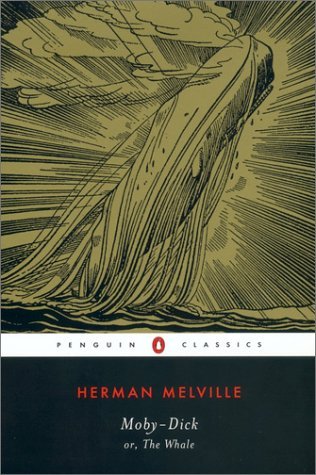 PENGUIN CLASSICS
HERMAN MELVILLE
Moby-Dick
or, The Whale